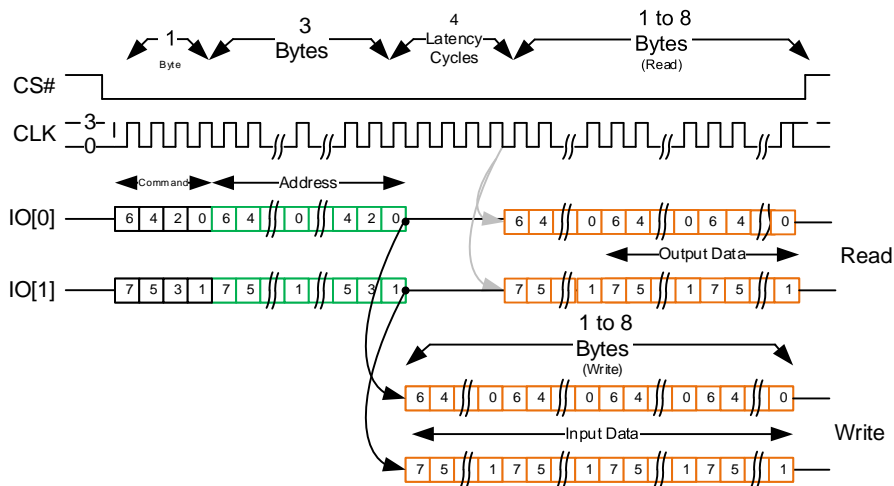 1 3 4 1 to 8
Byte Bytes Latency Bytes
Cycles (Read)
CS#
CLK 3
0
Command Address
IO[0] 6 4 2 0 6 4 0 4 2 0 6 4 0 6 4 0 6 4 0
Output Data Read
IO[1] 7 5 3 1 7 5 1 5 3 1 7 5 1 7 5 1 7 5 1
1 to 8
Bytes
(Write)
6 4 0 6 4 0 6 4 0 6 4 0
Input Data Write
7 5 1 7 5 1 7 5 1 7 5 1